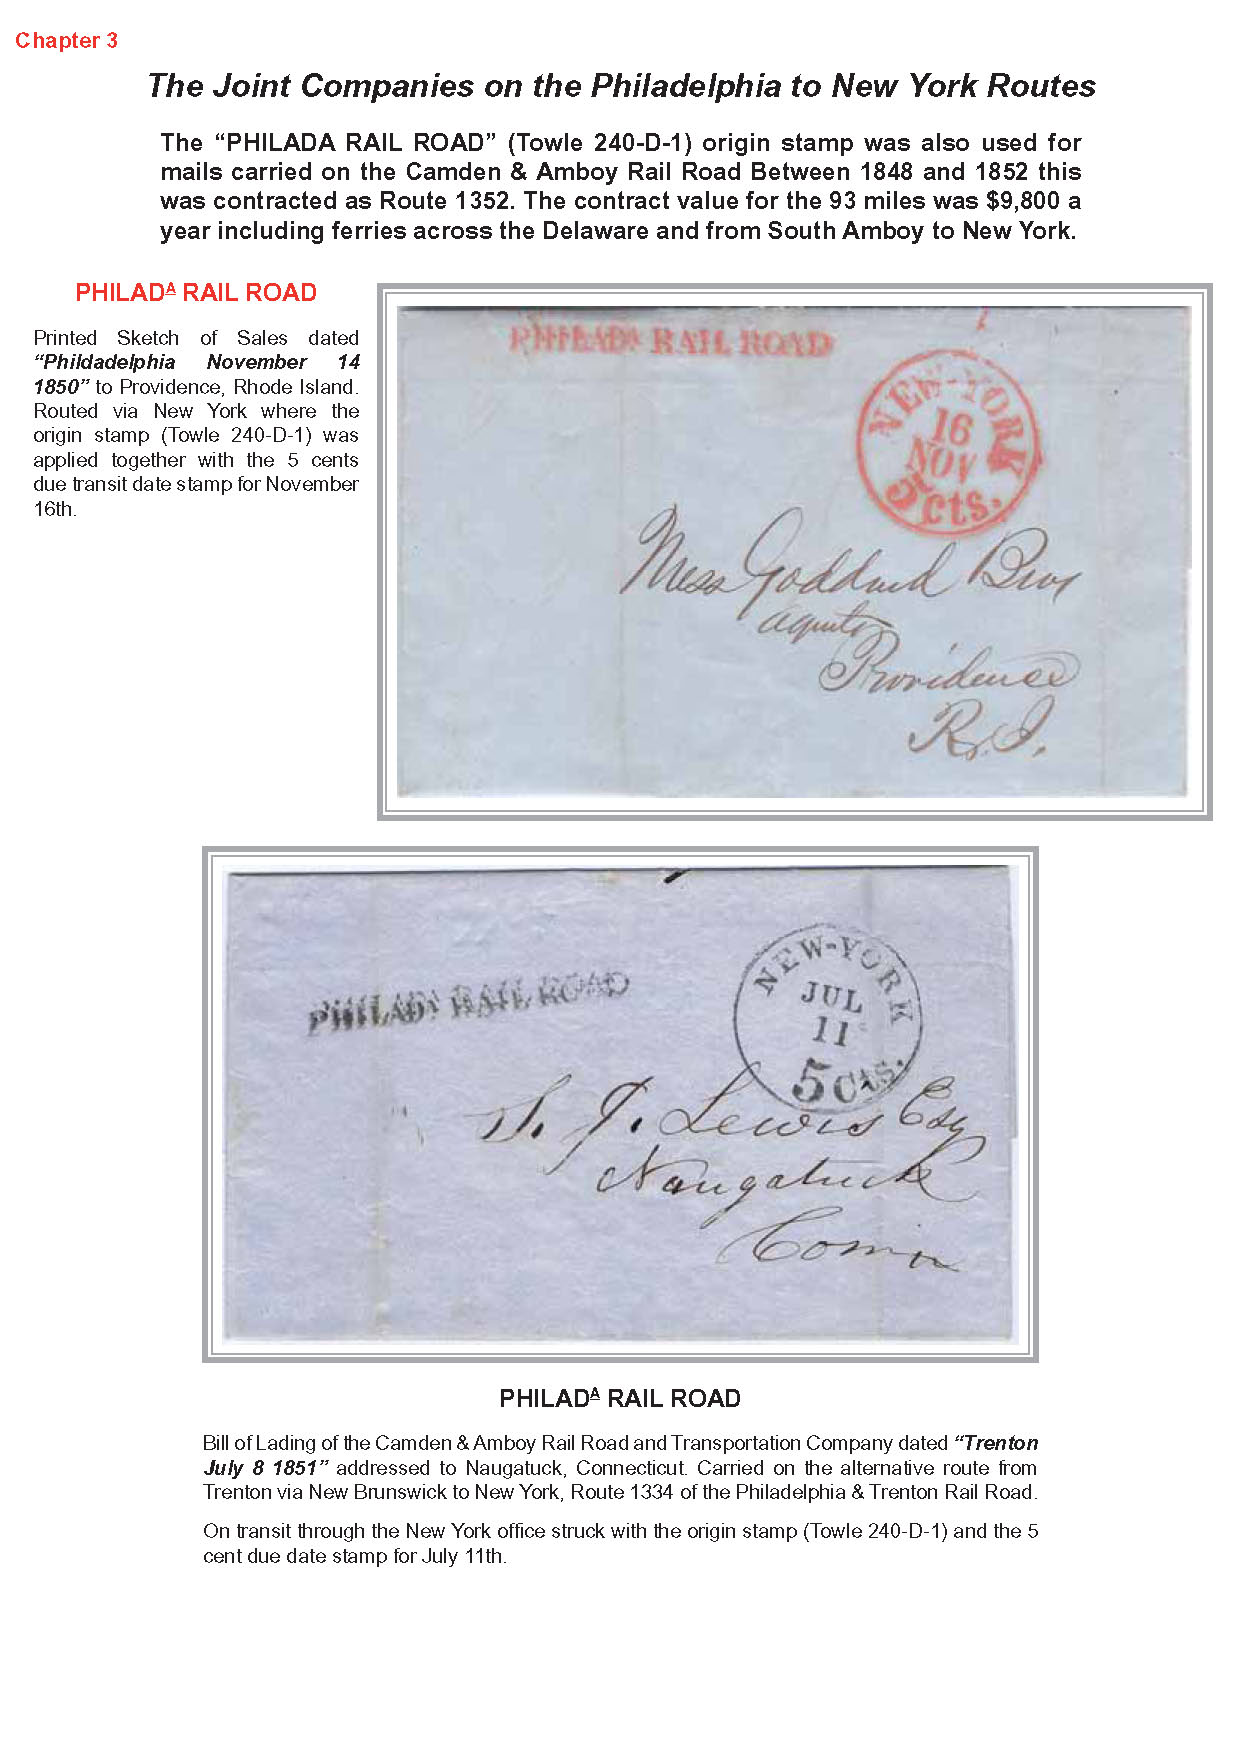 Chapter 3
The Joint Companies on the Philadelphia to New York Routes
The “PHILADA RAIL ROAD” (Towle 240-D-1) origin stamp was also used for
mails carried on the Camden & Amboy Rail Road Between 1848 and 1852 this
was contracted as Route 1352. The contract value for the 93 miles was $9,800 a
year including ferries across the Delaware and from South Amboy to New York.
PHILADA RAIL ROAD
Printed Sketch of Sales dated
“Phildadelphia November 14
1850” to Providence, Rhode Island.
Routed via New York where the
origin stamp (Towle 240-D-1) was
applied together with the 5 cents
due transit date stamp for November
16th.
PHILADA RAIL ROAD
NEW-YORK
16
NOV
5 cts.
Mess Goddard Bros
Providence
R.I.
PHILADA RAIL ROAD
NEW-YORK
JUL
11
5 cts.
J. Lewis Esq
Naugatuck
Conn
PHILADA RAIL ROAD
Bill of Lading of the Camden & Amboy Rail Road and Transportation Company dated “Trenton
July 8 1851” addressed to Naugatuck, Connecticut. Carried on the alternative route from
Trenton via New Brunswick to New York, Route 1334 of the Philadelphia & Trenton Rail Road.
On transit through the New York office struck with the origin stamp (Towle 240-D-1) and the 5
cent due date stamp for July 11th.